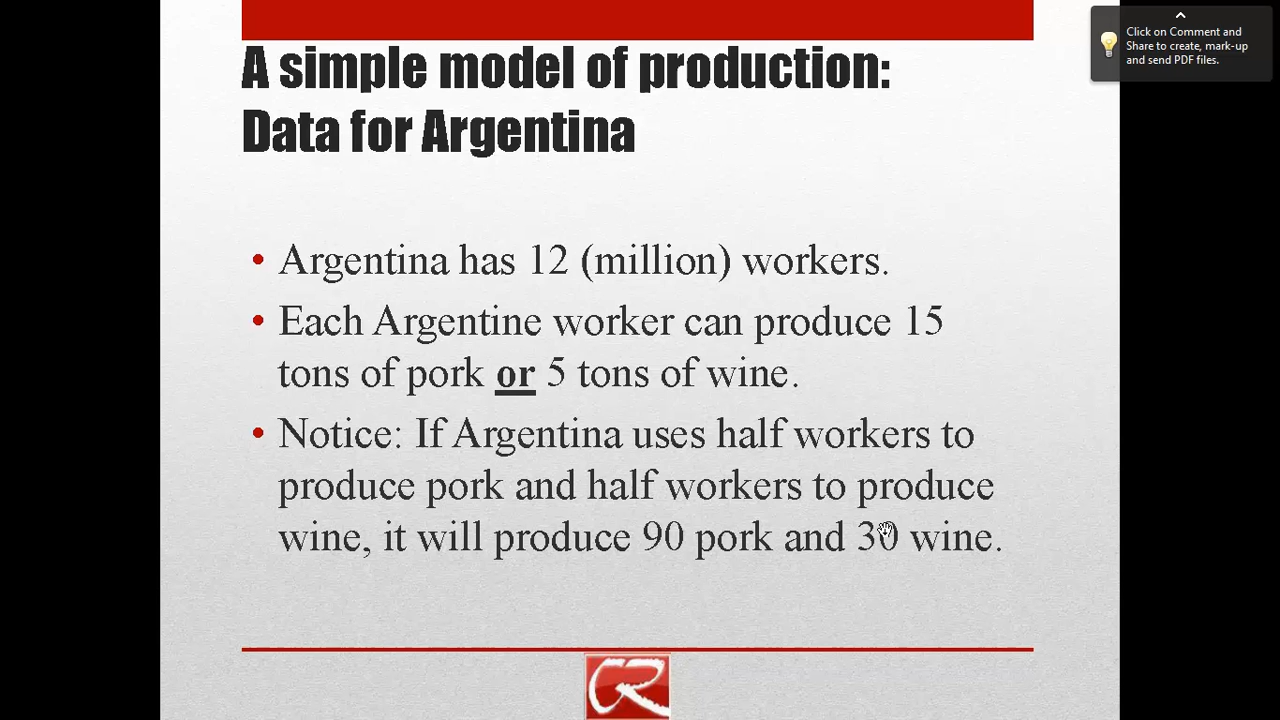 A simple model of production:
Data for Argentina
• Argentina has 12 (million) workers.
• Each Argentine worker can produce 15
tons of pork or 5 tons of wine.
• Notice: If Argentina uses half workers to
produce pork and half workers to produce
wine, it will produce 90 pork and 30 wine.
CR
Click on Comment and
Share to create, mark-up
and send PDF files.